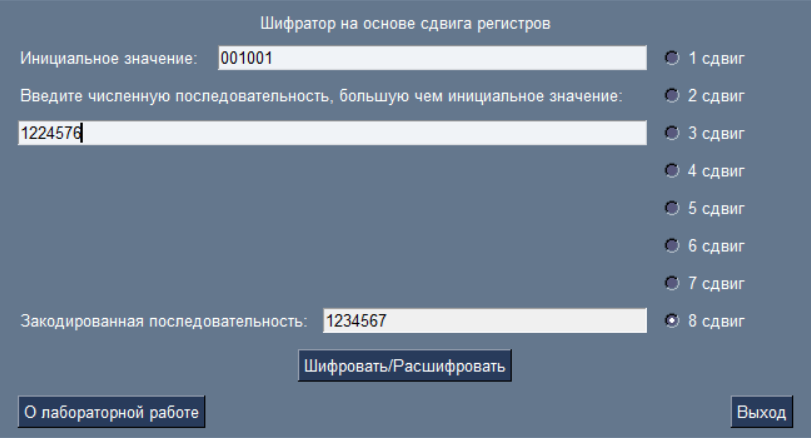 Шифратор на основе сдвига регистров
Инициальное значение: 001001
1 сдвиг
Введите численную последовательность, большую чем инициальное значение:
2 сдвиг
1224576
3 сдвиг
4 сдвиг
5 сдвиг
6 сдвиг
7 сдвиг
Закодированная последовательность: 1234567
8 сдвиг
Шифровать/Расшифровать
О лабораторной работе
Выход